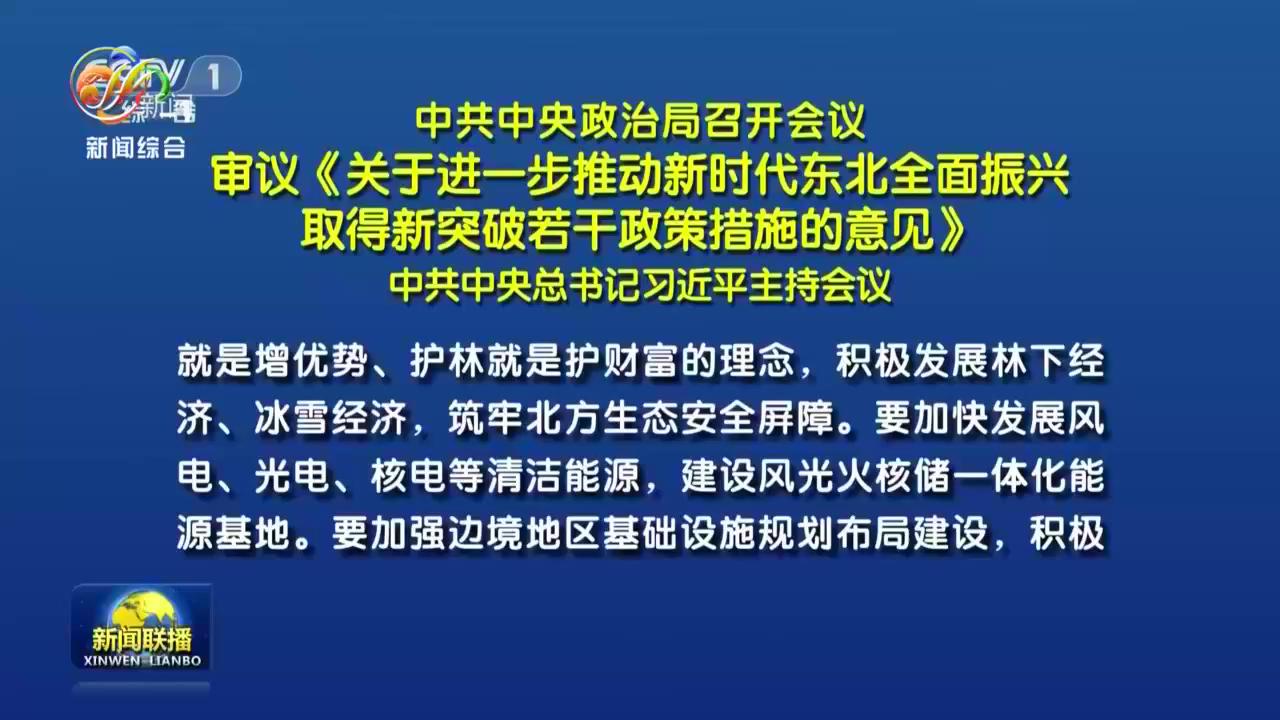 1
新闻
新闻综合
中共中央政治局召开会议
审议《关于进一步推动新时代东北全面振兴
取得新突破若干政策措施的意见》
中共中央总书记习近平主持会议
就是增优势、护林就是护财富的理念，积极发展林下经
济、冰雪经济，筑牢北方生态安全屏障。要加快发展风
电、光电、核电等清洁能源，建设风光火核储一体化能
源基地。要加强边境地区基础设施规划布局建设，积极
新闻联播
XINWEN LIANBO